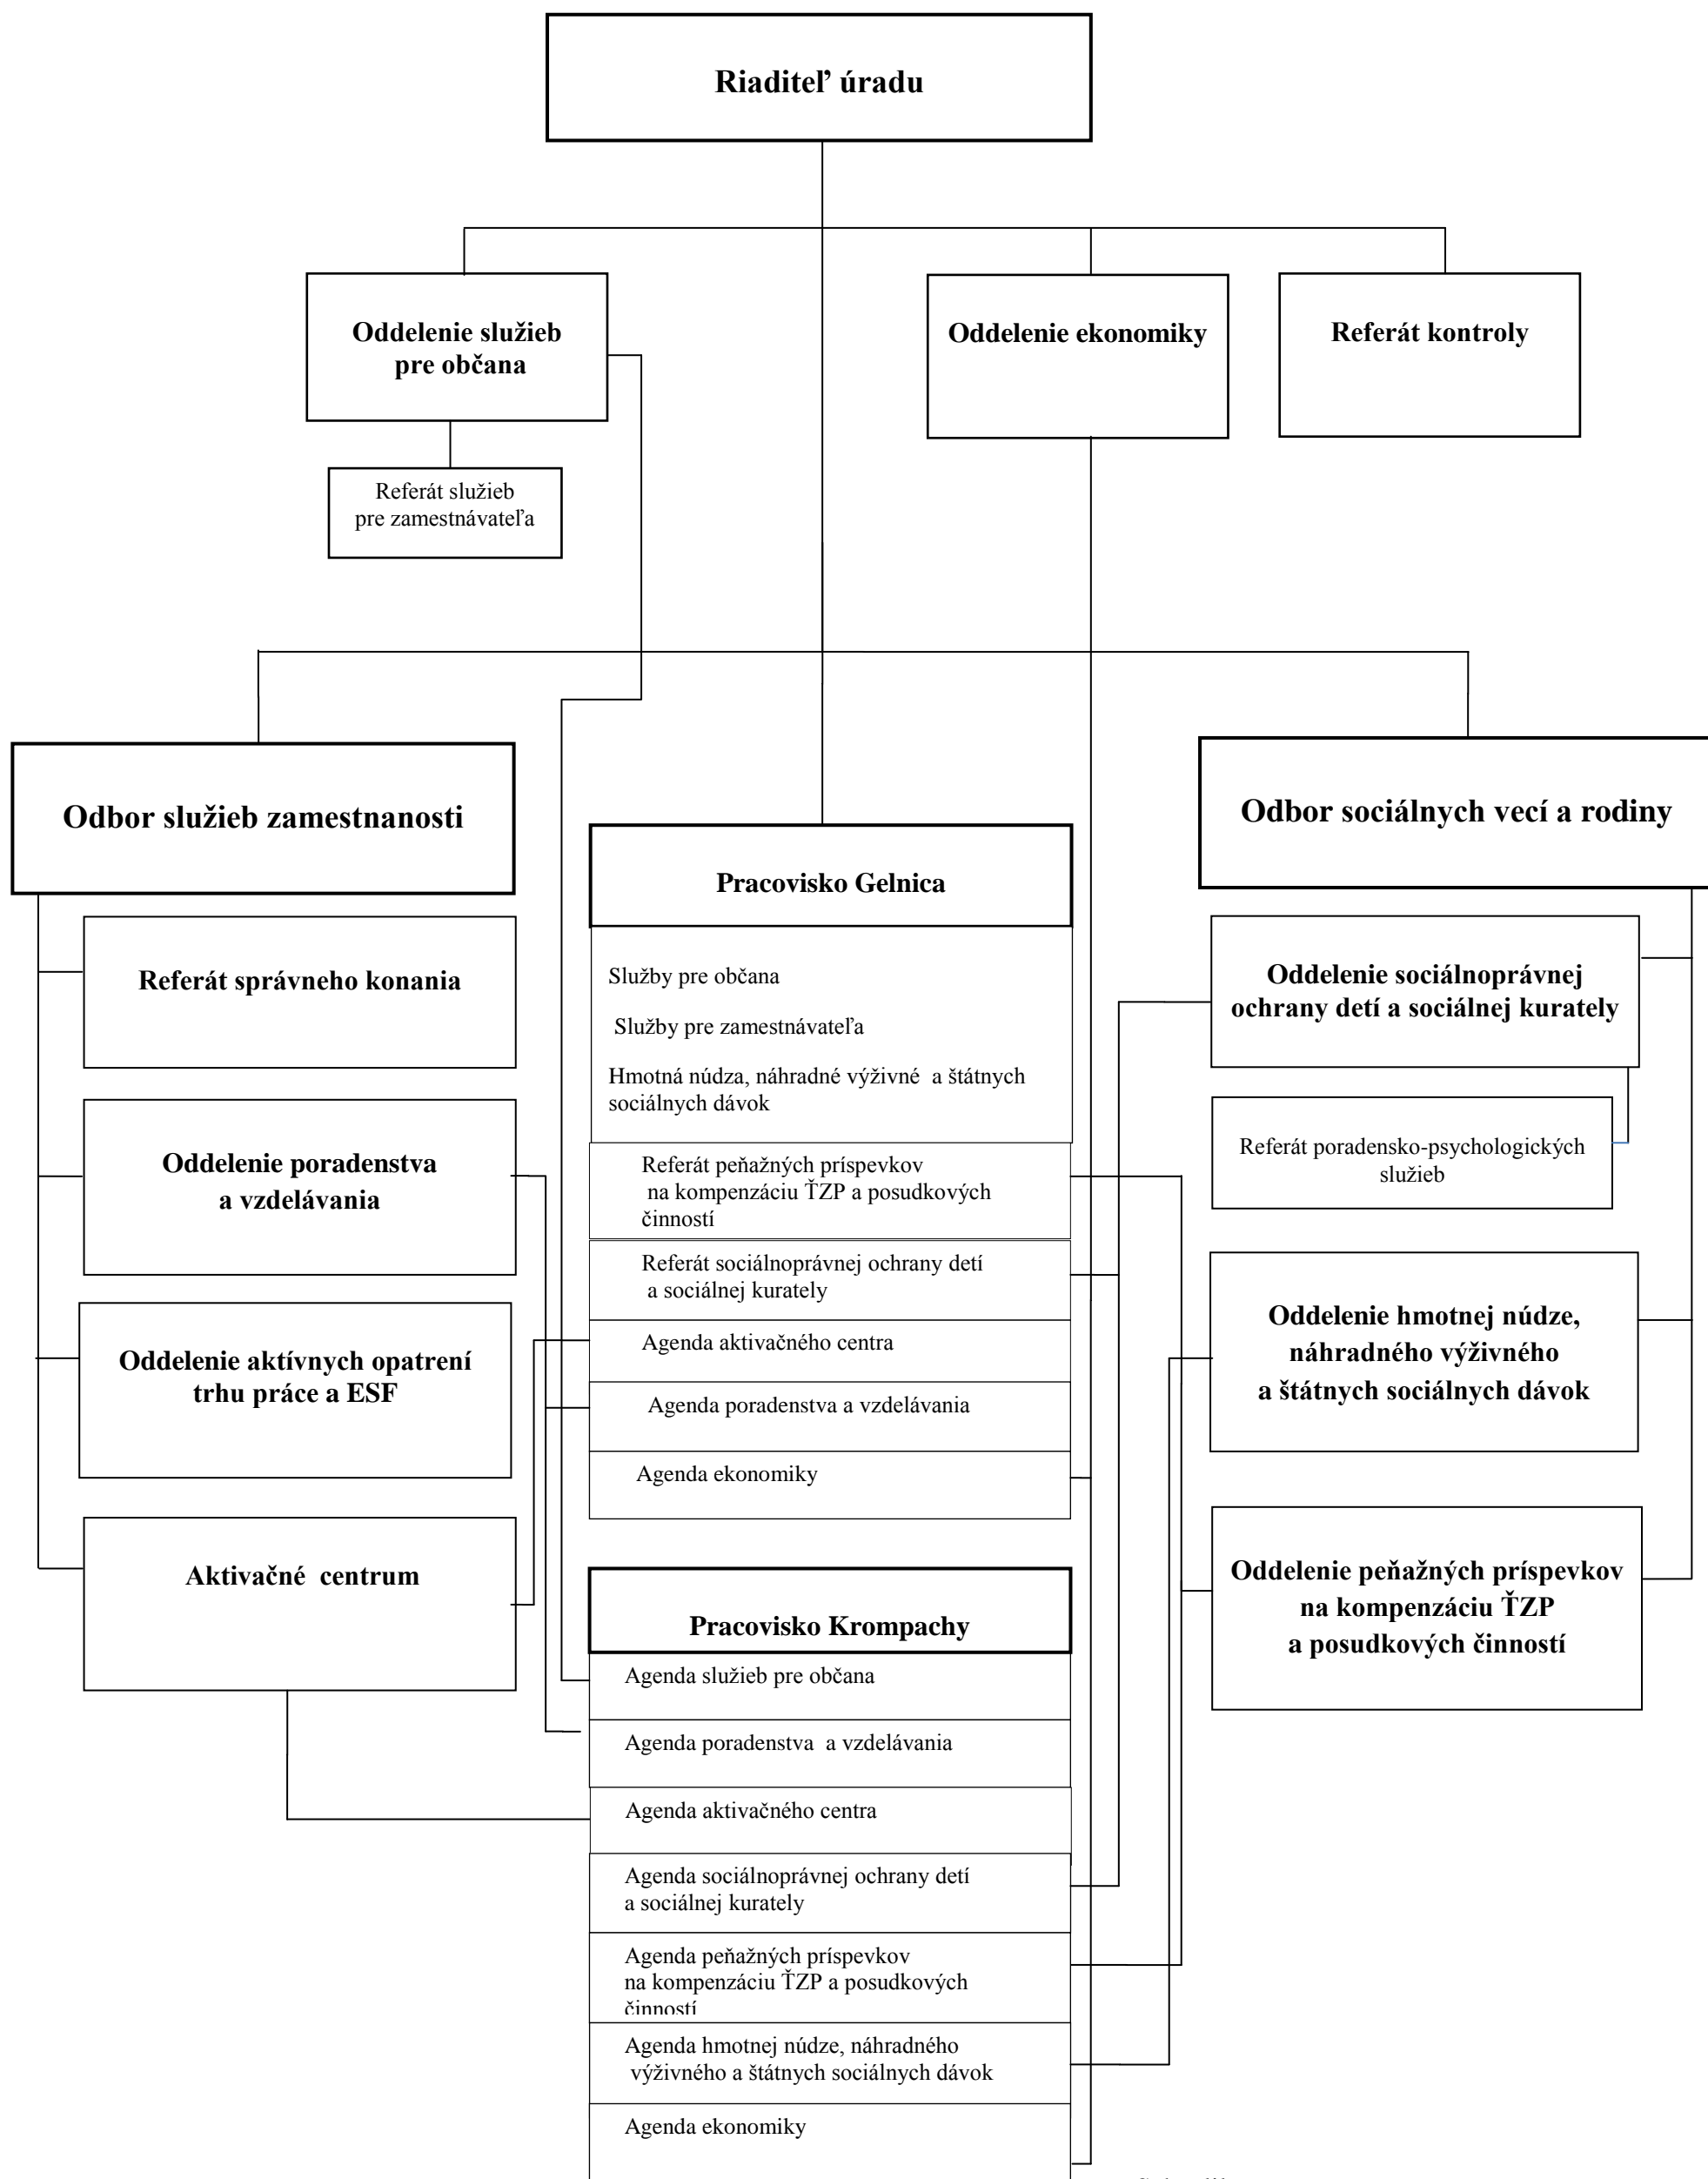 Riaditeľ úradu
Oddelenie služieb
pre občana
Oddelenie ekonomiky
Referát kontroly
Referát služieb
pre zamestnávateľa
Odbor služieb zamestnanosti
Odbor sociálnych vecí a rodiny
Pracovisko Gelnica
Referát správneho konania
Oddelenie poradenstva
a vzdelávania
Oddelenie aktívnych opatrení
trhu práce a ESF
Aktivačné centrum
Služby pre občana
Služby pre zamestnávateľa
Hmotná núdza, náhradné výživné a štátnych
sociálnych dávok
Referát peňažných príspevkov
na kompenzáciu ŤZP a posudkových
činností
Referát sociálnoprávnej ochrany detí
a sociálnej kurately
Agenda aktivačného centra
Agenda poradenstva a vzdelávania
Agenda ekonomiky
Oddelenie sociálnoprávnej
ochrany detí a sociálnej kurately
Referát poradensko-psychologických
služieb
Oddelenie hmotnej núdze,
náhradného výživného
a štátnych sociálnych dávok
Oddelenie peňažných príspevkov
na kompenzáciu ŤZP
a posudkových činností
Pracovisko Krompachy
Agenda služieb pre občana
Agenda poradenstva a vzdelávania
Agenda aktivačného centra
Agenda sociálnoprávnej ochrany detí
a sociálnej kurately
Agenda peňažných príspevkov
na kompenzáciu ŤZP a posudkových
činností
Agenda hmotnej núdze, náhradného
výživného a štátnych sociálnych dávok
Agenda ekonomiky